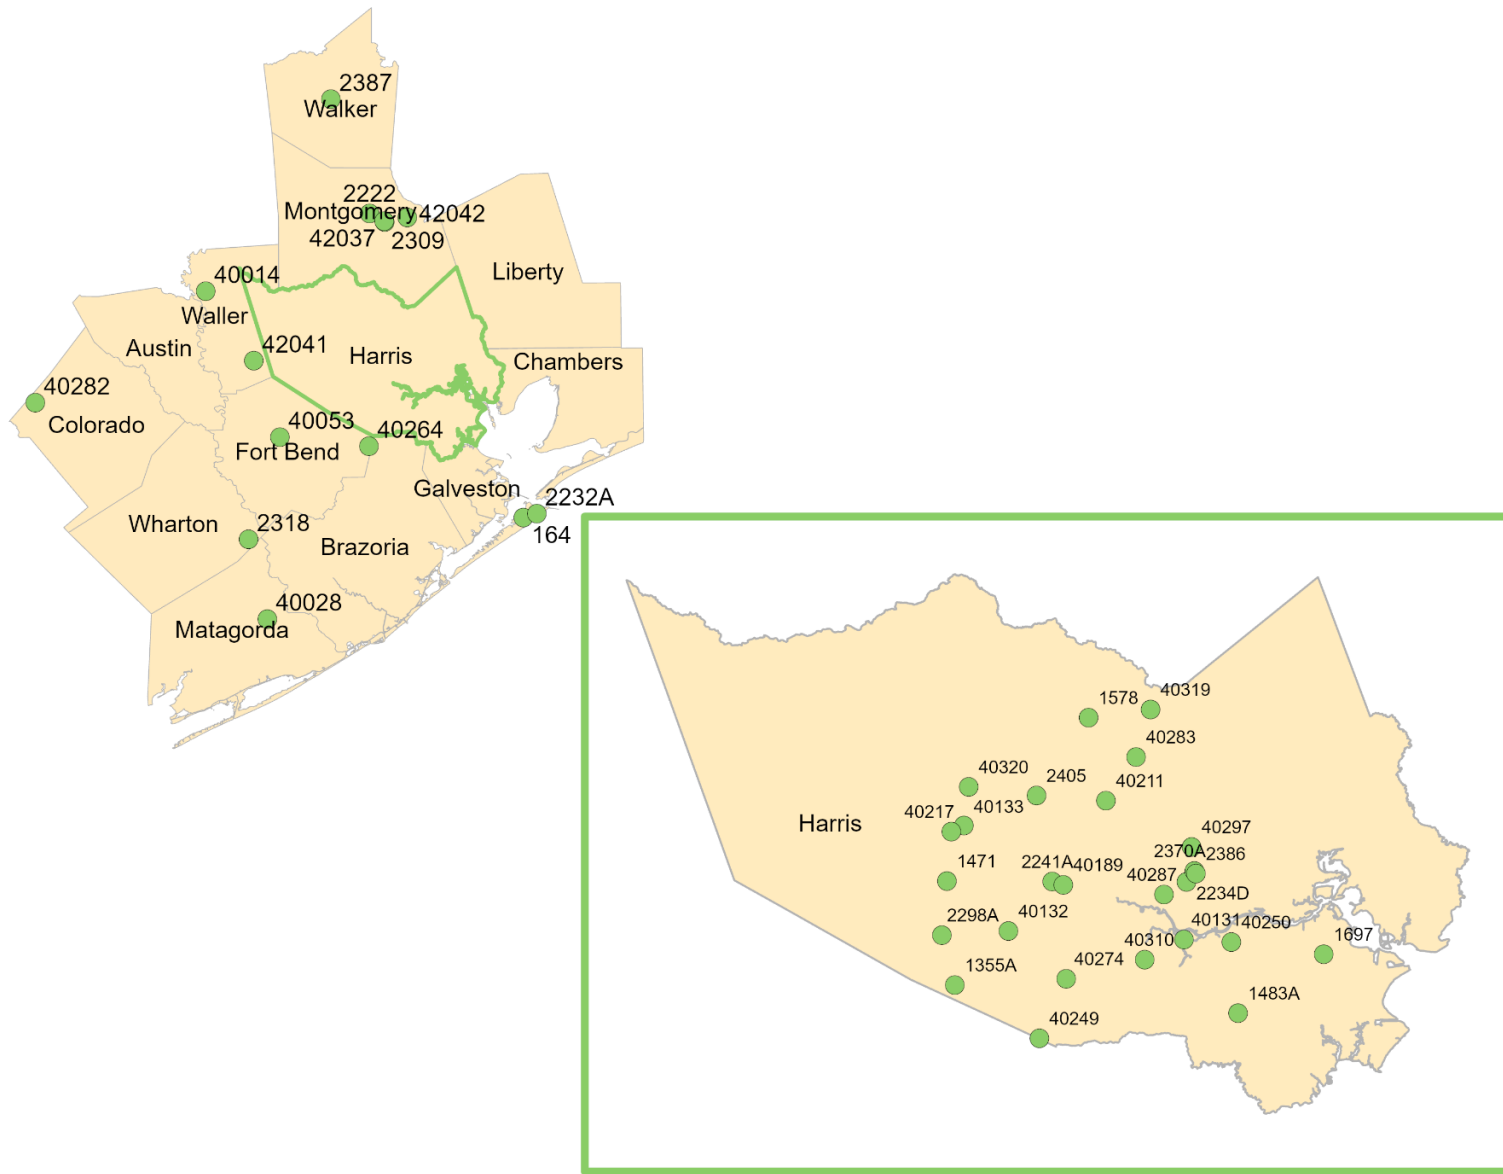 2387
Walker
2222
Montgomery
42042
42037
2309
Liberty
40014
Waller
Austin
42041
Harris
Chambers
40282
Colorado
40053
Fort Bend
40264
Galveston
2232A
164
Wharton
2318
Brazoria
40028
Matagorda
1578
40319
40283
40320
2405
40211
40217
40133
Harris
40297
2370A
2386
1471
2241A
40189
40287
2234D
2298A
40132
40131
40250
40310
1697
1355A
40274
1483A
40249